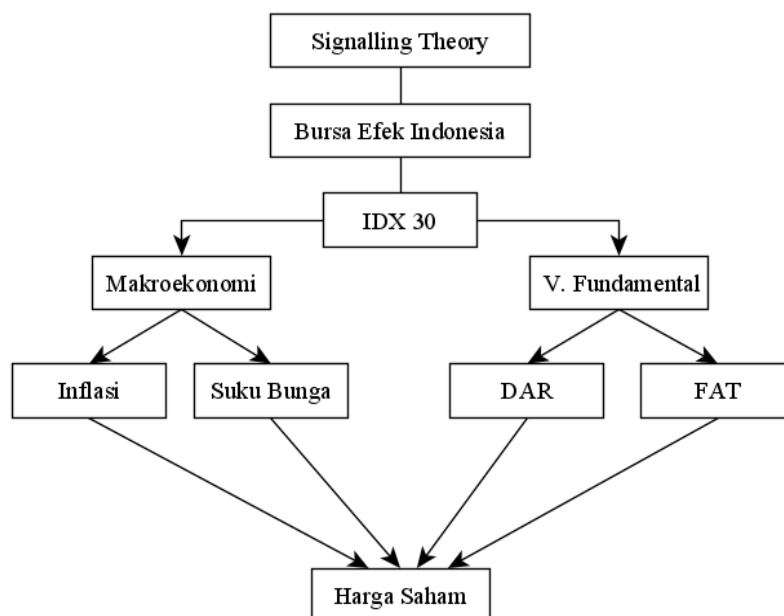 Signalling Theory
Bursa Efek Indonesia
IDX 30
Makroekonomi
V. Fundamental
Inflasi
Suku Bunga
DAR
FAT
Harga Saham